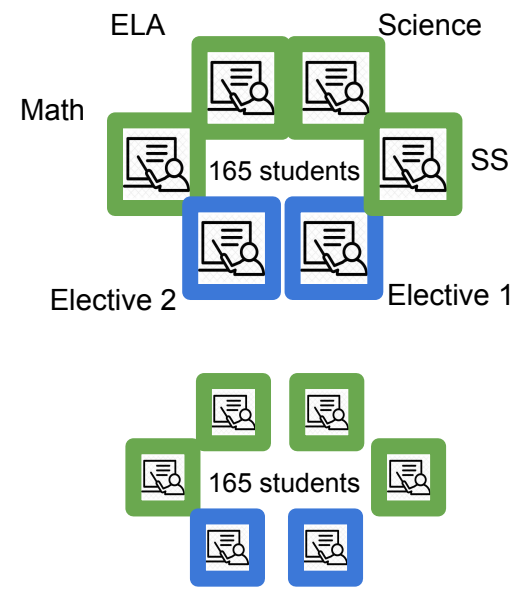 ELA
Science
Math
165 students
SS
Elective 2
Elective 1
165 students